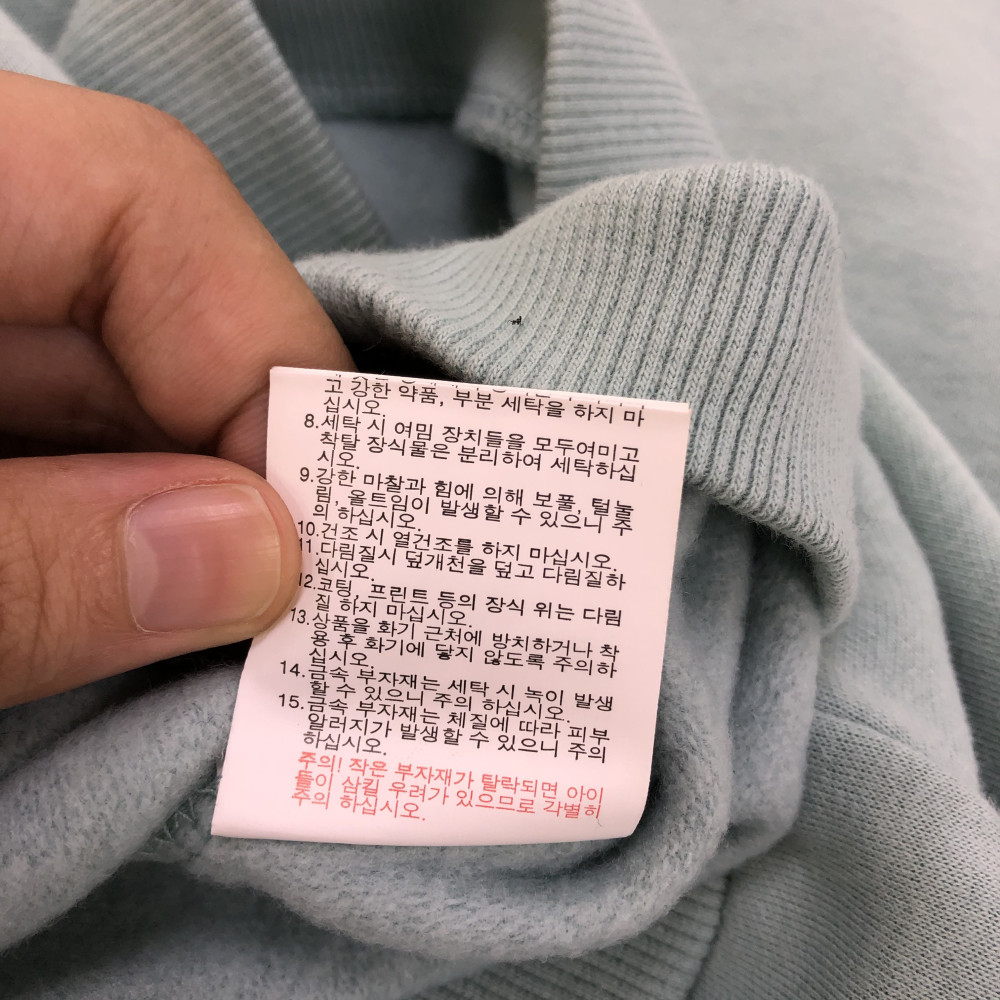 고 강한 약품, 부분 세탁을 하지 마
십시오.
8.세탁 시 여밈 장치들을 모두여미고
착탈 장식물은 분리하여 세탁하십
시오.
9.강한 마찰과 힘에 의해 보풀, 털눌
림, 올트임이 발생할 수 있으니 주
의 하십시오.
10.건조 시 열건조를 하지 마십시오.
11.다림질시 덮개천을 덮고 다림질하
십시오.
12.코팅, 프린트 등의 장식 위는 다림
질 하지 마십시오.
13.상품을 화기 근처에 방치하거나 착
용 후 화기에 닿지 않도록 주의하
십시오.
14.금속 부자재는 세탁 시 녹이 발생
할 수 있으니 주의 하십시오.
15.금속 부자재는 체질에 따라 피부
알러지가 발생할 수 있으니 주의
하십시오.
주의! 작은 부자재가 탈락되면 아이
들이 삼킬 우려가 있으므로 각별히
주의 하십시오.